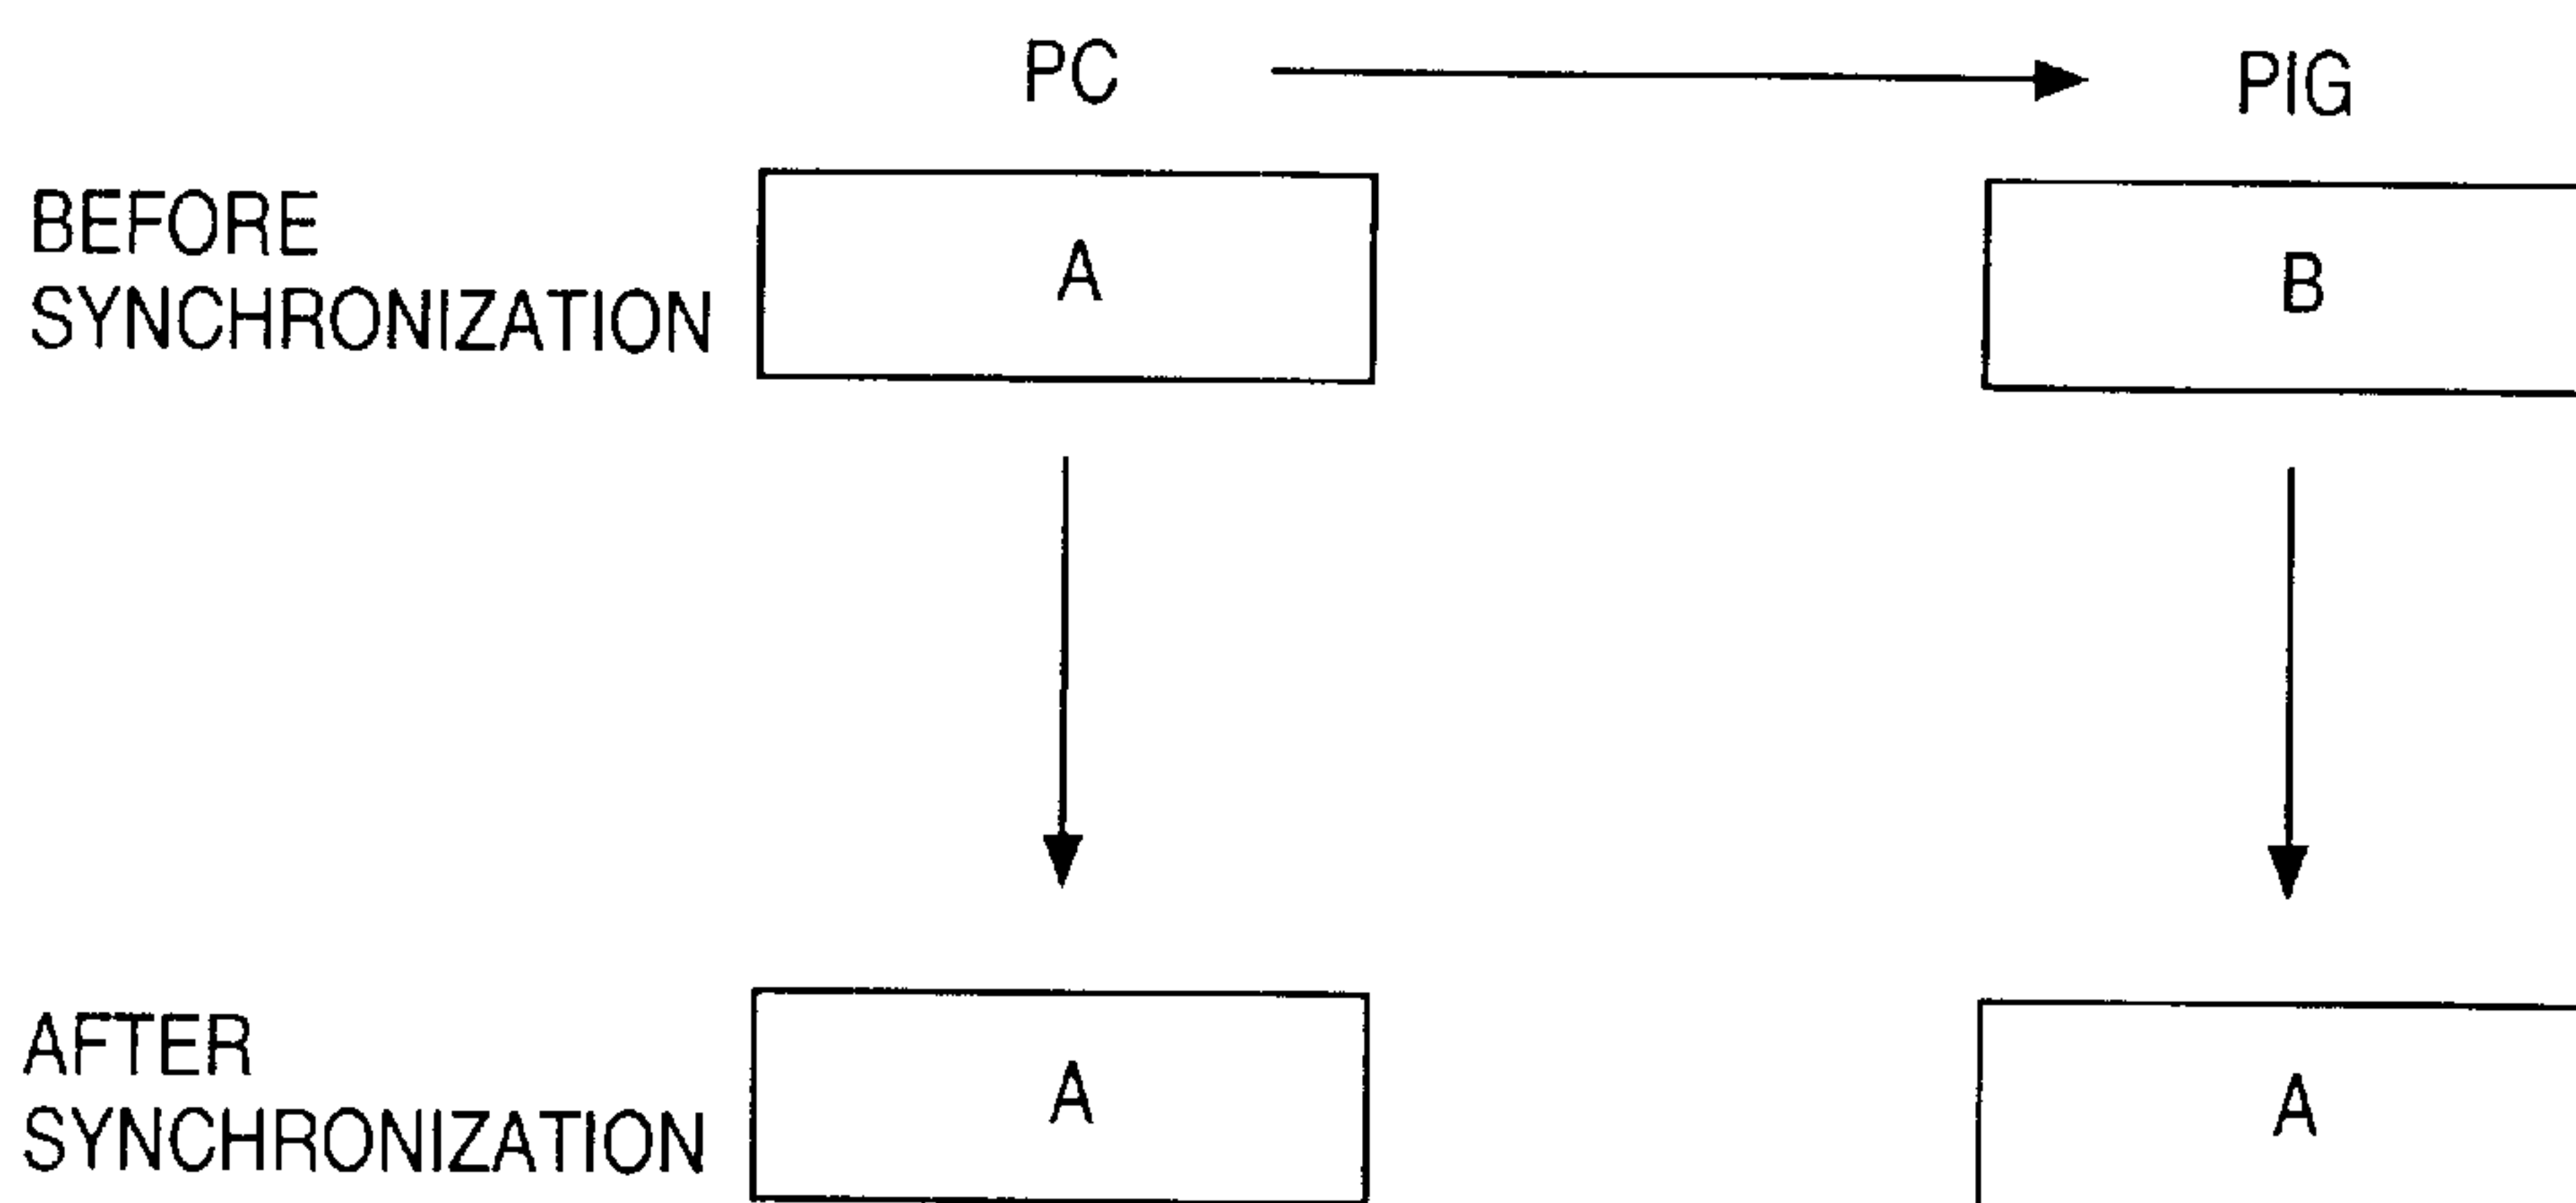 PC PIG
BEFORE
SYNCHRONIZATION
A B
AFTER
SYNCHRONIZATION
A A